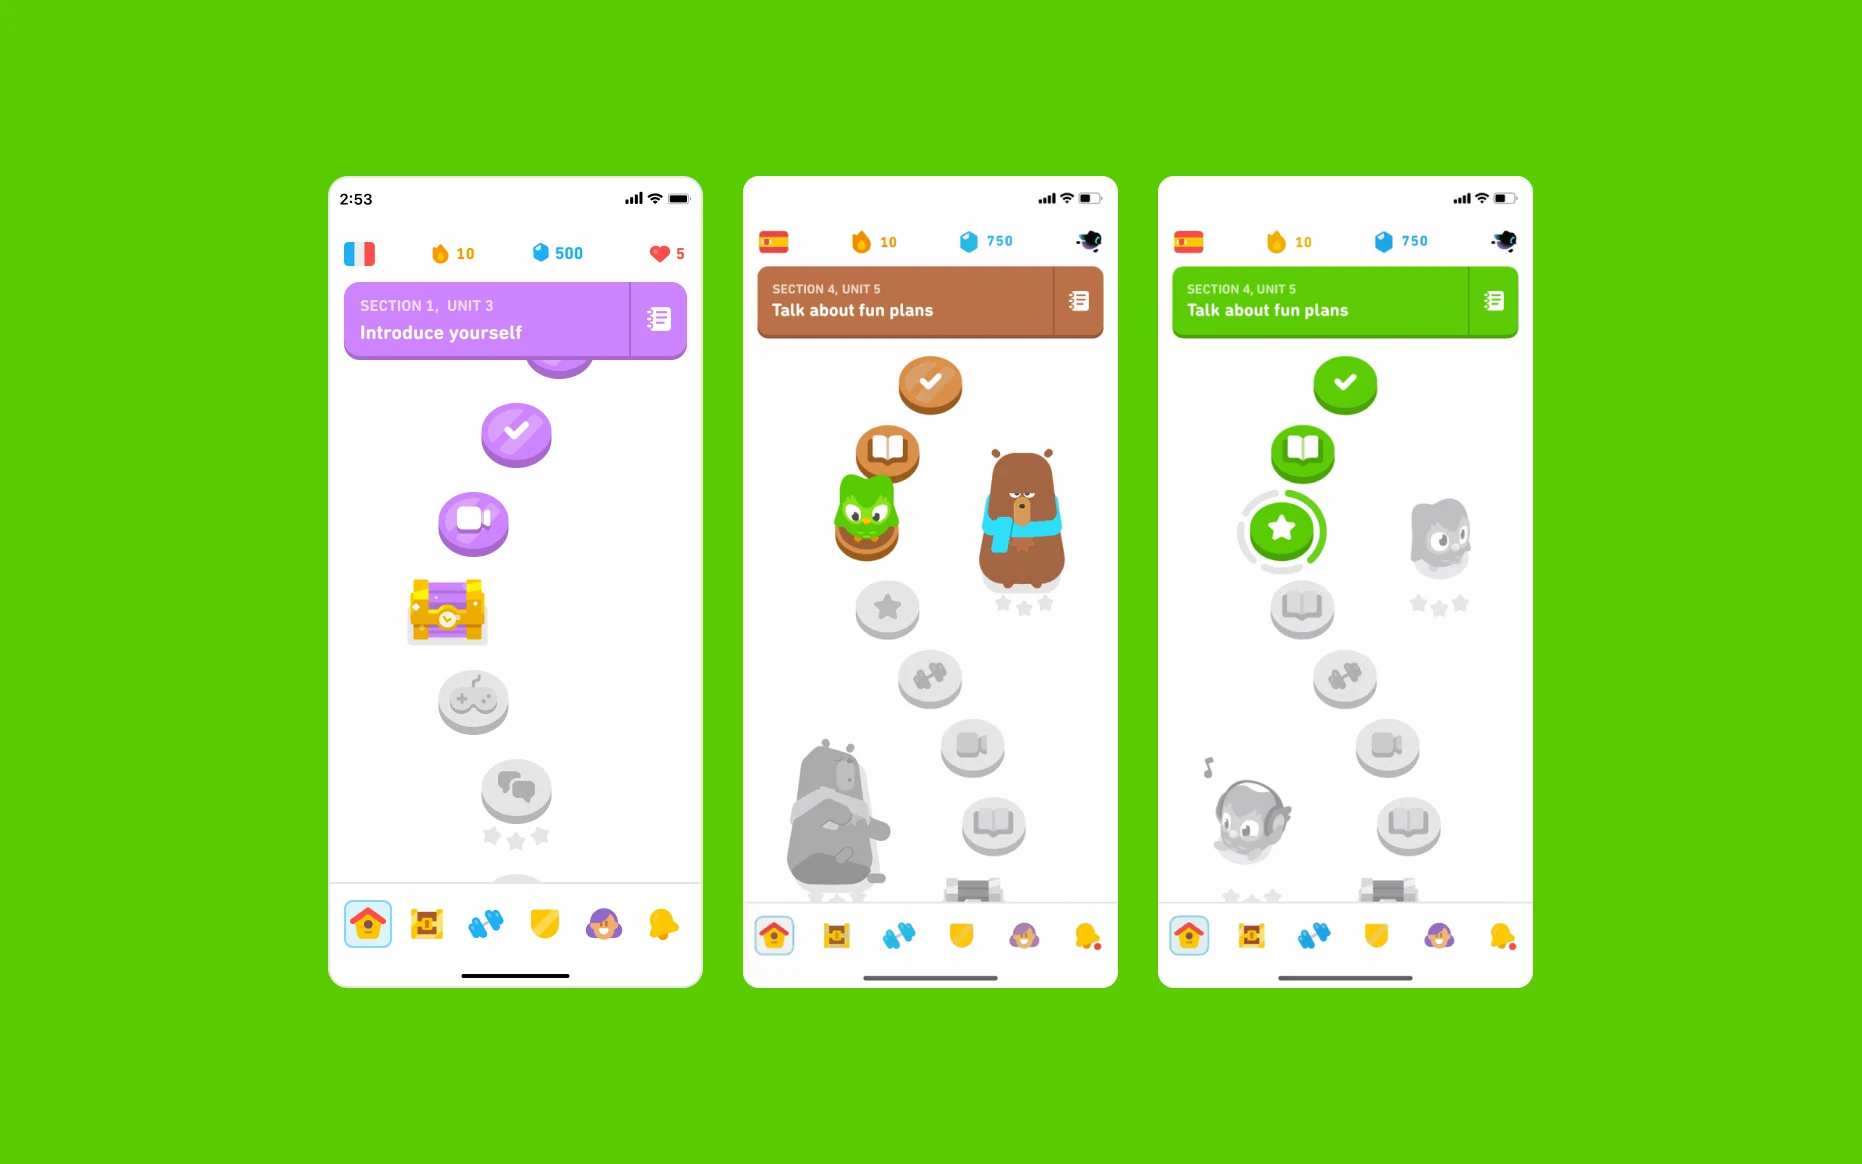 2:53
10
500
5
SECTION 1, UNIT 3
Introduce yourself
10
750
SECTION 4, UNIT 5
Talk about fun plans
10
750
SECTION 4, UNIT 5
Talk about fun plans